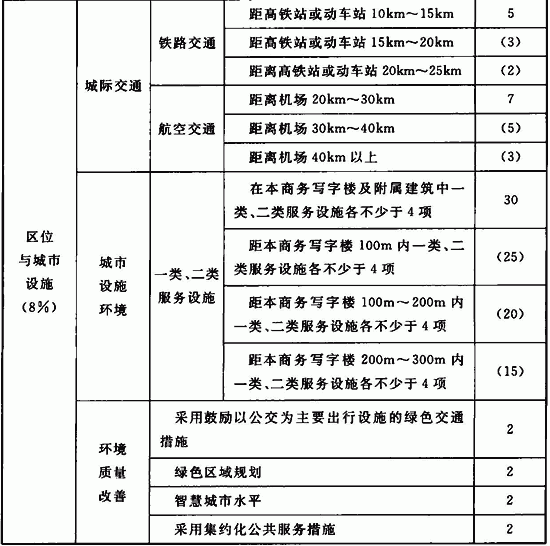 区位
与城市
设施
(8%)
城际交通
铁路交通
距高铁站或动车站 10km～15km
5
距高铁站或动车站 15km～20km
(3)
距离高铁站或动车站 20km～25km
(2)
航空交通
距离机场 20km～30km
7
距离机场 30km～40km
(5)
距离机场 40km 以上
(3)
城市
设施
环境
一类、二类
服务设施
在本商务写字楼及附属建筑中一
类、二类服务设施各不少于 4 项
30
距本商务写字楼 100m 内一类、二
类服务设施各不少于 4 项
(25)
距本商务写字楼 100m～200m 内
一类、二类服务设施各不少于 4 项
(20)
距本商务写字楼 200m～300m 内
一类、二类服务设施各不少于 4 项
(15)
环境
质量
改善
采用鼓励以公交为主要出行设施的绿色交通
措施
2
绿色区域规划
2
智慧城市水平
2
采用集约化公共服务措施
2